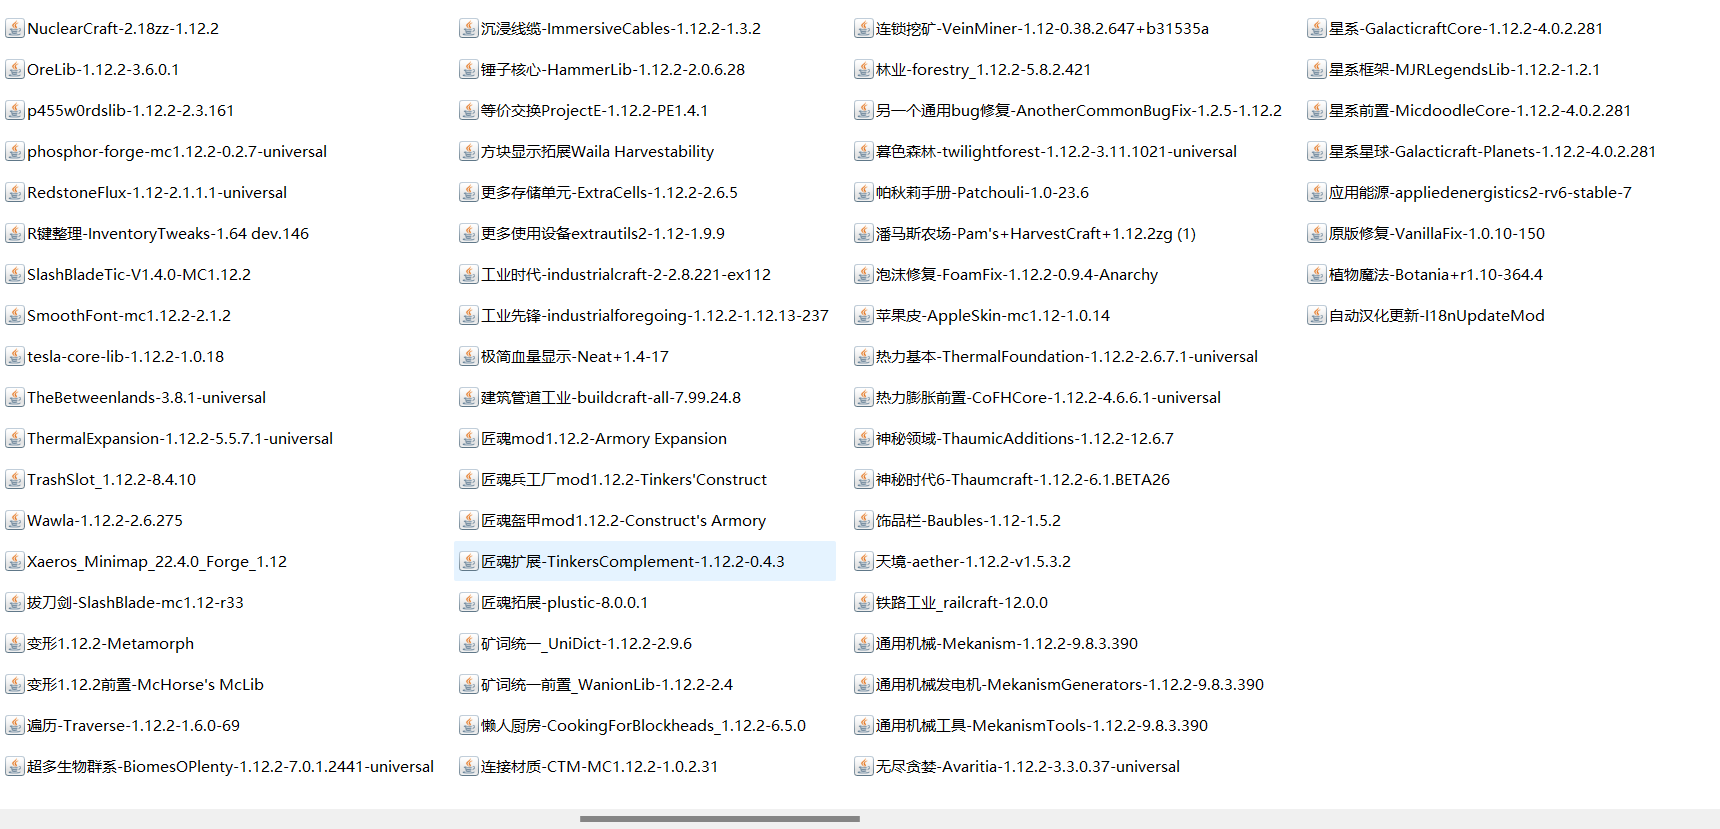 NuclearCraft-2.18zz-1.12.2
OreLib-1.12.2-3.6.0.1
p455w0rdslib-1.12.2-2.3.161
phosphor-forge-mc1.12.2-0.2.7-universal
RedstoneFlux-1.12-2.1.1.1-universal
R键整理-InventoryTweaks-1.64 dev.146
SlashBladeTic-V1.4.0-MC1.12.2
SmoothFont-mc1.12.2-2.1.2
tesla-core-lib-1.12.2-1.0.18
TheBetweenlands-3.8.1-universal
ThermalExpansion-1.12.2-5.5.7.1-universal
TrashSlot_1.12.2-8.4.10
Wawla-1.12.2-2.6.275
Xaeros_Minimap_22.4.0_Forge_1.12
拔刀剑-SlashBlade-mc1.12-r33
变形1.12.2-Metamorph
变形1.12.2前置-McHorse's McLib
遍历-Traverse-1.12.2-1.6.0-69
超多生物群系-BiomesOPlenty-1.12.2-7.0.1.2441-universal
沉浸线缆-ImmersiveCables-1.12.2-1.3.2
锤子核心-HammerLib-1.12.2-2.0.6.28
等价交换ProjectE-1.12.2-PE1.4.1
方块显示拓展Waila Harvestability
更多存储单元-ExtraCells-1.12.2-2.6.5
更多使用设备extrautils2-1.12-1.9.9
工业时代-industrialcraft-2-2.8.221-ex112
工业先锋-industrialforegoing-1.12.2-1.12.13-237
极简血量显示-Neat+1.4-17
建筑管道工业-buildcraft-all-7.99.24.8
匠魂mod1.12.2-Armory Expansion
匠魂兵工厂mod1.12.2-Tinkers'Construct
匠魂盔甲mod1.12.2-Construct's Armory
匠魂扩展-TinkersComplement-1.12.2-0.4.3
匠魂拓展-plustic-8.0.0.1
矿词统一_UniDict-1.12.2-2.9.6
矿词统一前置_WanionLib-1.12.2-2.4
懒人厨房-CookingForBlockheads_1.12.2-6.5.0
连接材质-CTM-MC1.12.2-1.0.2.31
连锁挖矿-VeinMiner-1.12-0.38.2.647+b31535a
林业-forestry_1.12.2-5.8.2.421
另一个通用bug修复-AnotherCommonBugFix-1.2.5-1.12.2
暮色森林-twilightforest-1.12.2-3.11.1021-universal
帕秋莉手册-Patchouli-1.0-23.6
潘马斯农场-Pam's+HarvestCraft+1.12.2zg (1)
泡沫修复-FoamFix-1.12.2-0.9.4-Anarchy
苹果皮-AppleSkin-mc1.12-1.0.14
热力基本-ThermalFoundation-1.12.2-2.6.7.1-universal
热力膨胀前置-CoFHCore-1.12.2-4.6.6.1-universal
神秘领域-ThaumicAdditions-1.12.2-12.6.7
神秘时代6-Thaumcraft-1.12.2-6.1.BETA26
饰品栏-Baubles-1.12-1.5.2
天境-aether-1.12.2-v1.5.3.2
铁路工业_railcraft-12.0.0
通用机械-Mekanism-1.12.2-9.8.3.390
通用机械发电机-MekanismGenerators-1.12.2-9.8.3.390
通用机械工具-MekanismTools-1.12.2-9.8.3.390
无尽贪婪-Avaritia-1.12.2-3.3.0.37-universal
星系-GalacticraftCore-1.12.2-4.0.2.281
星系框架-MJRLegendsLib-1.12.2-1.2.1
星系前置-MicdoodleCore-1.12.2-4.0.2.281
星系星球-Galacticraft-Planets-1.12.2-4.0.2.281
应用能源-appliedenergistics2-rv6-stable-7
原版修复-VanillaFix-1.0.10-150
植物魔法-Botania+r1.10-364.4
自动汉化更新-I18nUpdateMod